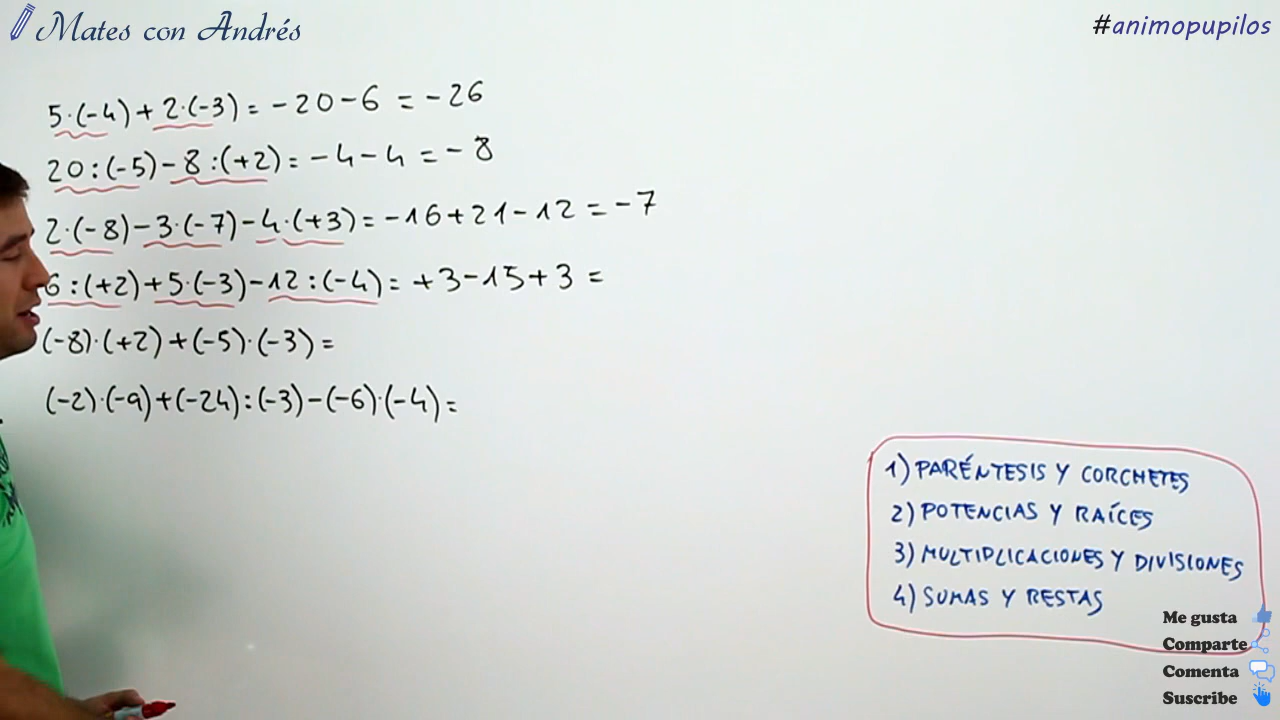 Mates con Andrés
#animopupilos
5·(-4)+2·(-3)= -20-6 = -26
20:(-5)-8:(+2)= -4-4 = -8
2·(-8)-3·(-7)-4·(+3)= -16+21-12 = -7
6:(+2)+5·(-3)-12:(-4)= +3-15+3 =
(-8)·(+2)+(-5)·(-3)=
(-2)·(-9)+(-24):(-3)-(-6)·(-4)=
1) PARÉNTESIS Y CORCHETES
2) POTENCIAS Y RAÍCES
3) MULTIPLICACIONES Y DIVISIONES
4) SUMAS Y RESTAS
Me gusta
Comparte
Comenta
Suscribe